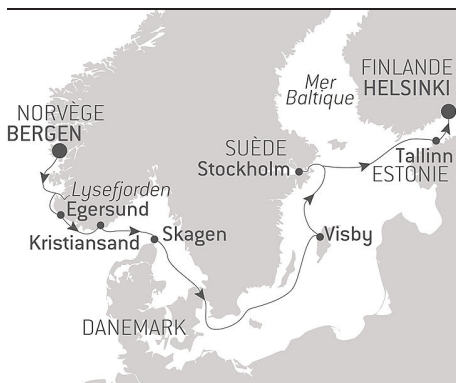 NORVÈGE
BERGEN
Lysefjorden
Egersund
Kristiansand
Skagen
DANEMARK
SUÈDE
Stockholm
Visby
Mer
Baltique
FINLANDE
HELSINKI
Tallinn
ESTONIE